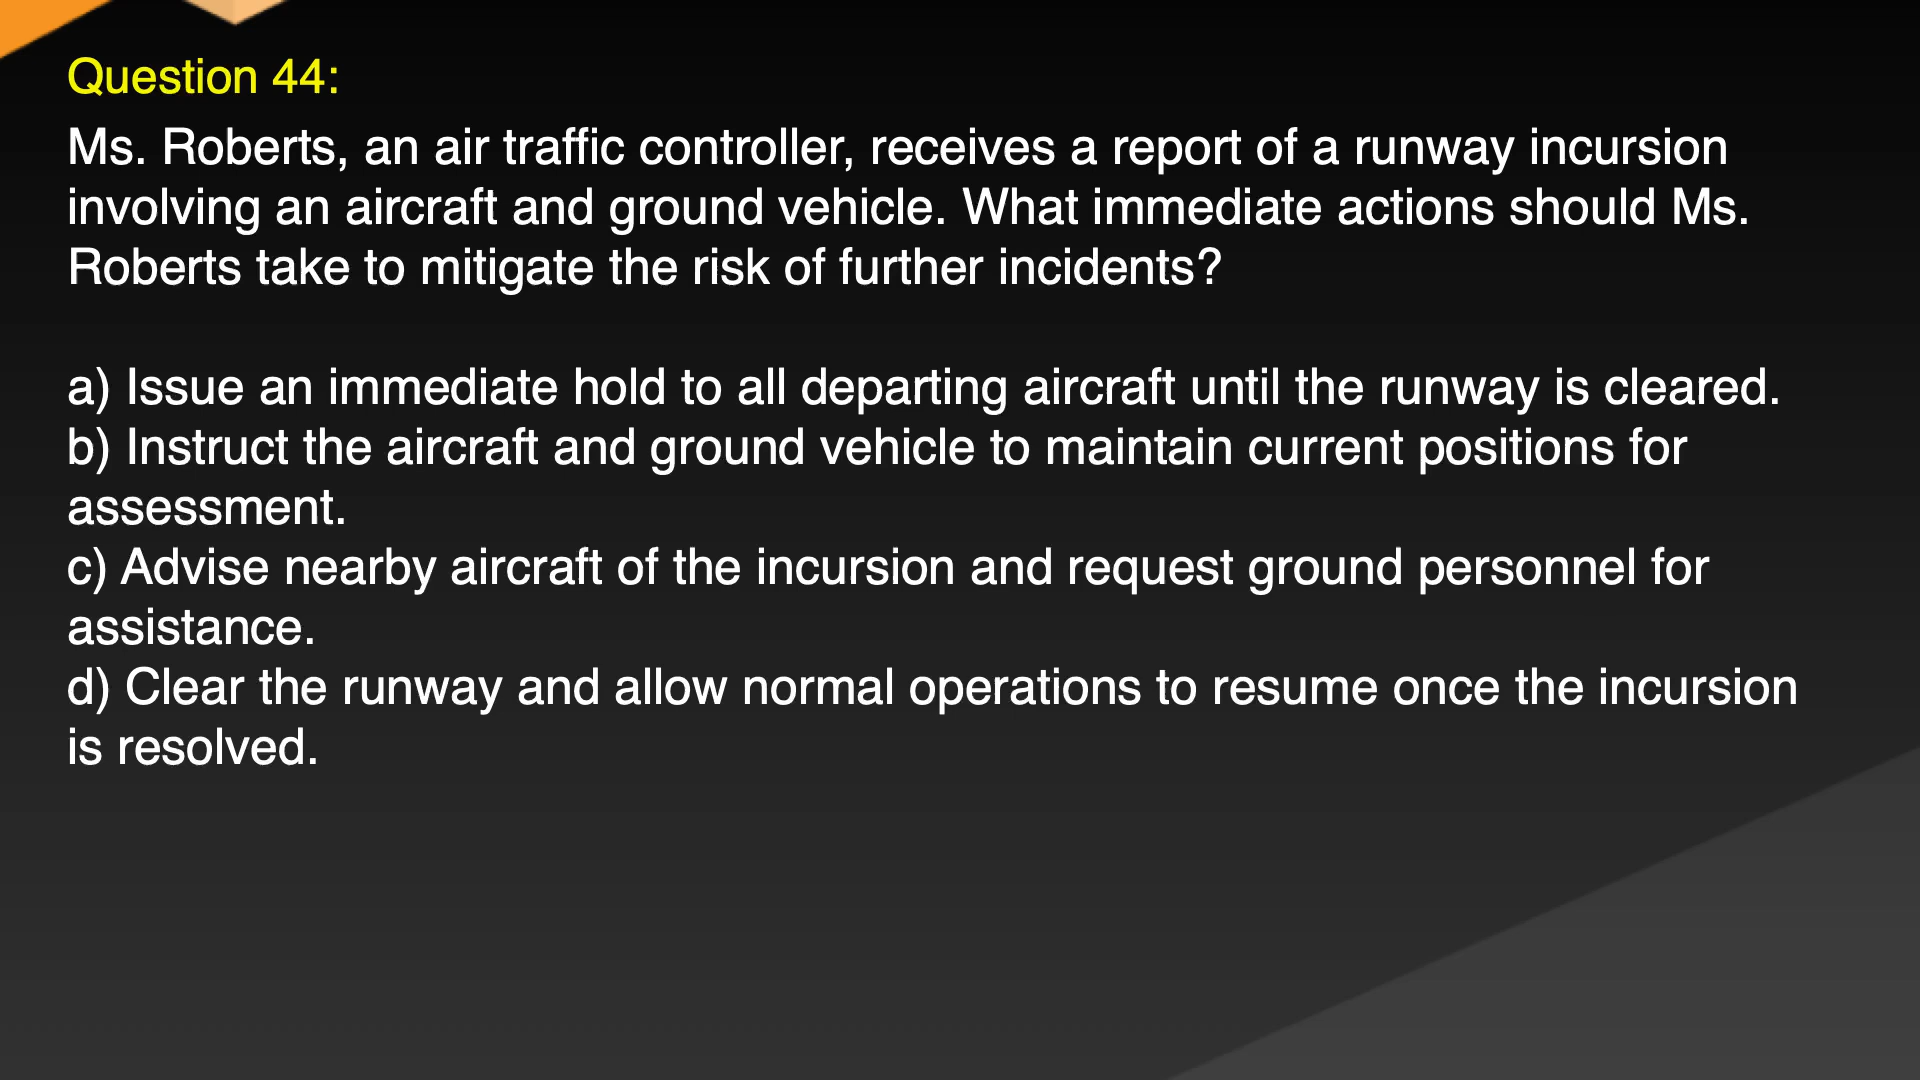 Question 44:
Ms. Roberts, an air traffic controller, receives a report of a runway incursion
involving an aircraft and ground vehicle. What immediate actions should Ms.
Roberts take to mitigate the risk of further incidents?
a) Issue an immediate hold to all departing aircraft until the runway is cleared.
b) Instruct the aircraft and ground vehicle to maintain current positions for
assessment.
c) Advise nearby aircraft of the incursion and request ground personnel for
assistance.
d) Clear the runway and allow normal operations to resume once the incursion
is resolved.